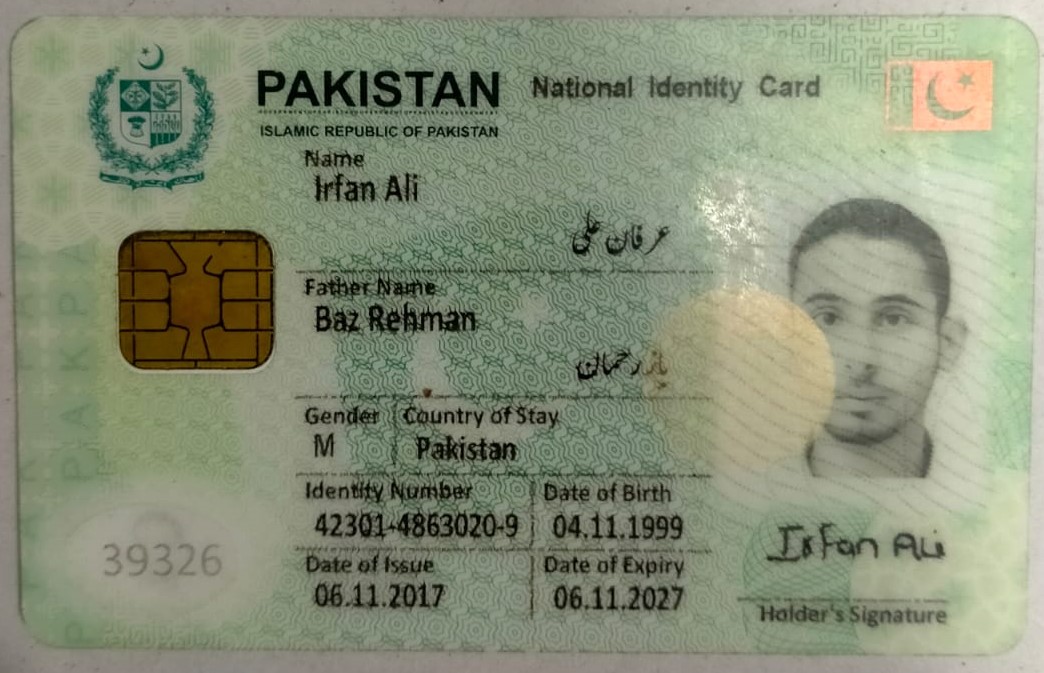 PAKISTAN National Identity Card
ISLAMIC REPUBLIC OF PAKISTAN
Name
Irfan Ali
عرفان علی
Father Name
Baz Rehman
باز رحمان
Gender Country of Stay
M Pakistan
Identity Number Date of Birth
42301-4863020-9 04.11.1999
Date of Issue Date of Expiry
06.11.2017 06.11.2027
39326
Irfan Ali
Holder's Signature